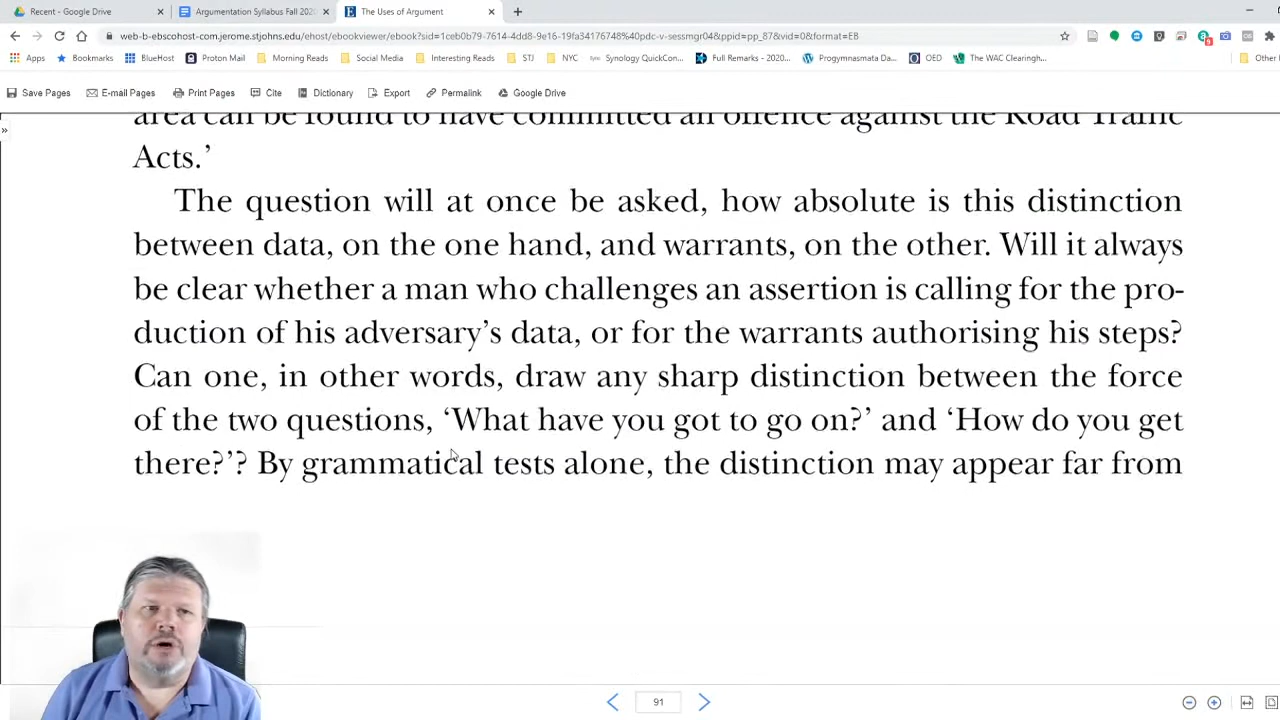 Recent - Google Drive
Argumentation Syllabus Fall 202
The Uses of Argument
web-b-ebscohost-com.jerome.stjohns.edu/ehost/ebookviewer/ebook?sid=1ceb0b79-7614-4dd8-9e16-19fa34176748%40pdc-v-sessmgr04&ppid=pp_87&vid=0&format=EB
Apps Bookmarks BlueHost Proton Mail Morning Reads Social Media Interesting Reads STJ NYC Synology QuickCon... Full Remarks - 2020... Progymnasmata Da... OED The WAC Clearingh... Other
Save Pages E-mail Pages Print Pages Cite Dictionary Export Permalink Google Drive
»
area can be found to have committed an offence against the Road Traffic
Acts.’
The question will at once be asked, how absolute is this distinction
between data, on the one hand, and warrants, on the other. Will it always
be clear whether a man who challenges an assertion is calling for the pro-
duction of his adversary’s data, or for the warrants authorising his steps?
Can one, in other words, draw any sharp distinction between the force
of the two questions, ‘What have you got to go on?’ and ‘How do you get
there?’? By grammatical tests alone, the distinction may appear far from
91